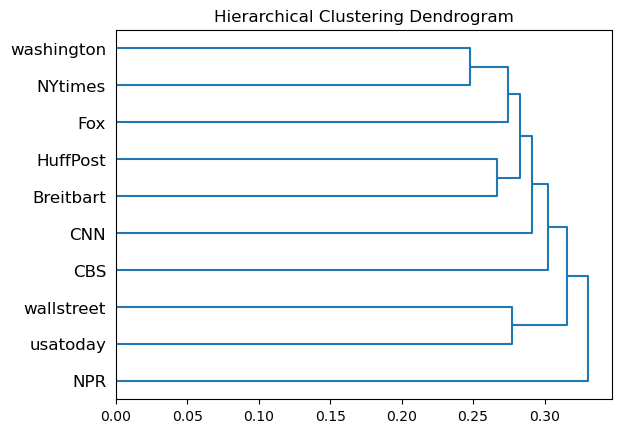 Hierarchical Clustering Dendrogram
washington
NYtimes
Fox
HuffPost
Breitbart
CNN
CBS
wallstreet
usatoday
NPR
0.00 0.05 0.10 0.15 0.20 0.25 0.30